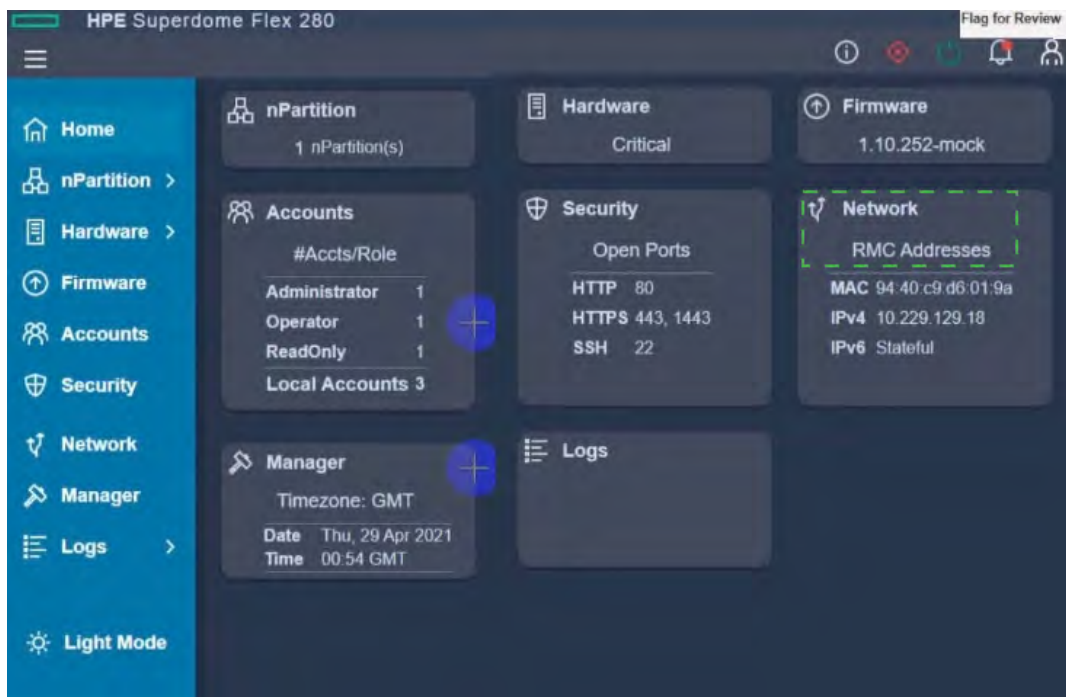 HPE Superdome Flex 280
Flag for Review
Home
nPartition >
Hardware >
Firmware
Accounts
Security
Network
Manager
Logs >
Light Mode
nPartition
1 nPartition(s)
Hardware
Critical
Firmware
1.10.252-mock
Accounts
#Accts/Role
Administrator 1
Operator 1
ReadOnly 1
Local Accounts 3
Security
Open Ports
HTTP 80
HTTPS 443, 1443
SSH 22
Network
RMC Addresses
MAC 94:40:c9:d6:01:9a
IPv4 10.229.129.18
IPv6 Stateful
Manager
Timezone: GMT
Date Thu, 29 Apr 2021
Time 00:54 GMT
Logs